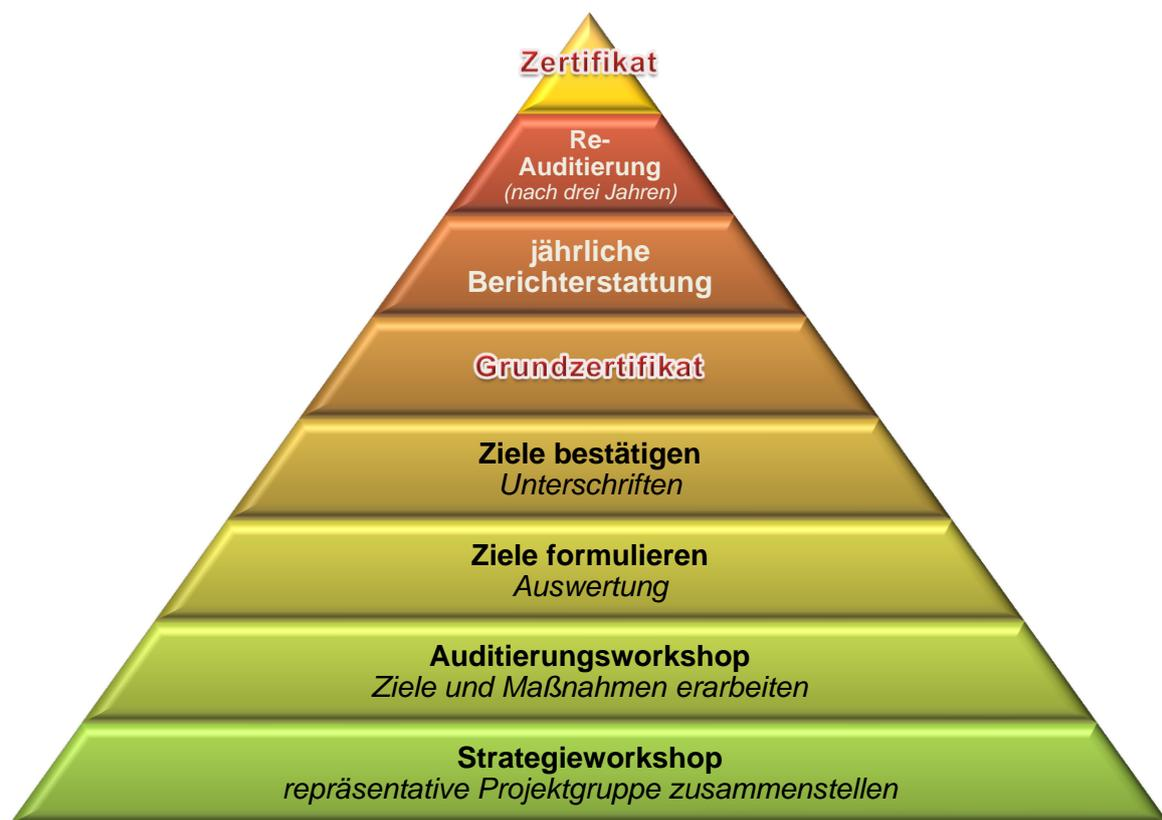 Zertifikat
Re-
Auditierung
(nach drei Jahren)
jährliche
Berichterstattung
Grundzertifikat
Ziele bestätigen
Unterschriften
Ziele formulieren
Auswertung
Auditierungsworkshop
Ziele und Maßnahmen erarbeiten
Strategieworkshop
repräsentative Projektgruppe zusammenstellen